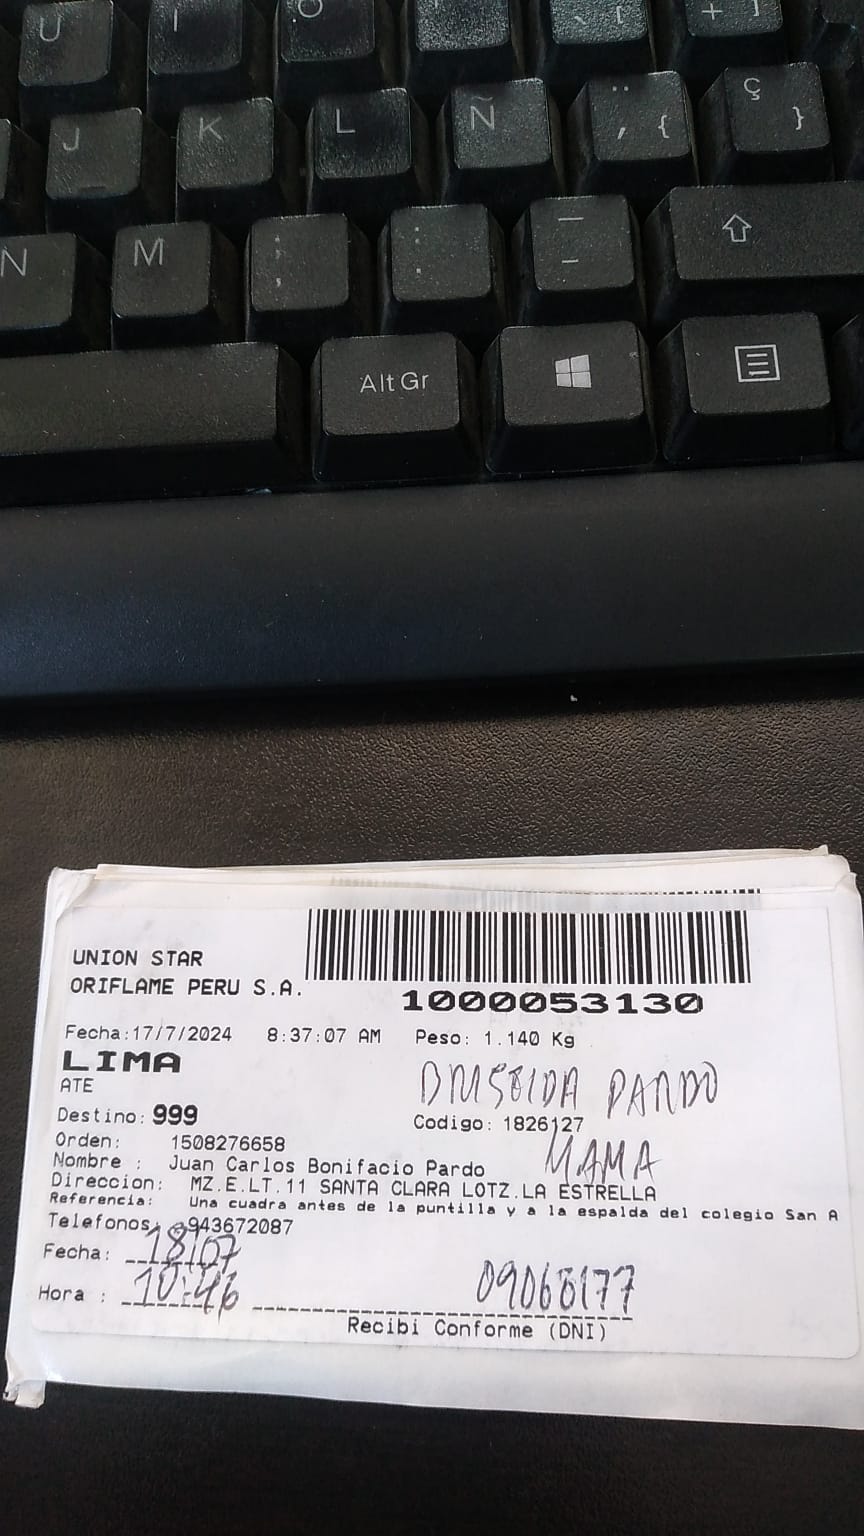 U I O [ + ]
J K L Ñ ¨ ´ { Ç }
N M ; , : . _ -
Alt Gr
UNION STAR
ORIFLAME PERU S.A.
1000053130
Fecha:17/7/2024 8:37:07 AM Peso: 1.140 Kg
LIMA
ATE
BRISEIDA PARDO
Destino: 999
Codigo: 1826127
Orden: 1508276658
MAMA
Nombre : Juan Carlos Bonifacio Pardo
Direccion: MZ.E.LT.11 SANTA CLARA LOTZ.LA ESTRELLA
Referencia: Una cuadra antes de la puntilla y a la espalda del colegio San A
Telefonos: 943672087
Fecha: 18/07
Hora : 10:46
Recibi Conforme (DNI)